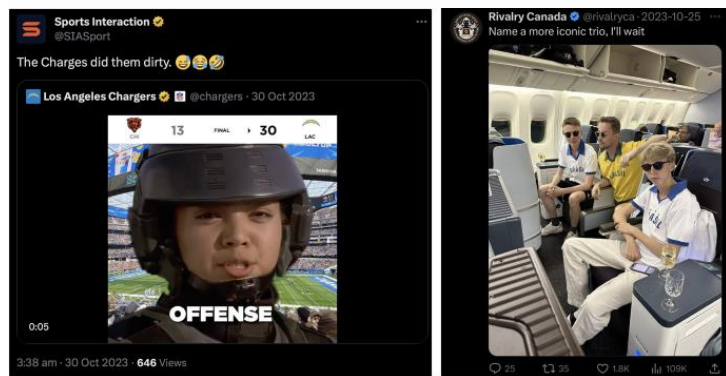 Sports Interaction
@SIASport
The Charges did them dirty. 😅😂🤣
Los Angeles Chargers @chargers · 30 Oct 2023
CHI 13 FINAL 30 LAC
OFFENSE
0:05
3:38 am · 30 Oct 2023 · 646 Views
Rivalry Canada @rivalryca · 2023-10-25
Name a more iconic trio, I'll wait
25 35 1.8K 109K